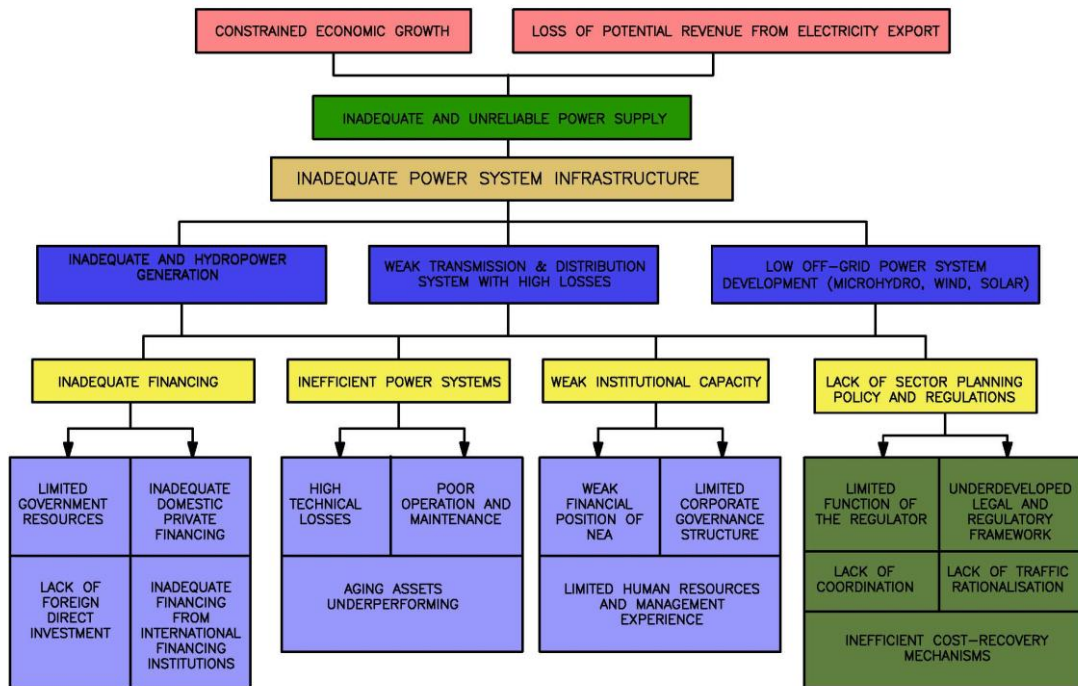 CONSTRAINED ECONOMIC GROWTH
LOSS OF POTENTIAL REVENUE FROM ELECTRICITY EXPORT
INADEQUATE AND UNRELIABLE POWER SUPPLY
INADEQUATE POWER SYSTEM INFRASTRUCTURE
INADEQUATE AND HYDROPOWER
GENERATION
WEAK TRANSMISSION & DISTRIBUTION
SYSTEM WITH HIGH LOSSES
LOW OFF-GRID POWER SYSTEM
DEVELOPMENT (MICROHYDRO, WIND, SOLAR)
INADEQUATE FINANCING
INEFFICIENT POWER SYSTEMS
WEAK INSTITUTIONAL CAPACITY
LACK OF SECTOR PLANNING
POLICY AND REGULATIONS
LIMITED
GOVERNMENT
RESOURCES
INADEQUATE
DOMESTIC
PRIVATE
FINANCING
LACK OF
FOREIGN
DIRECT
INVESTMENT
INADEQUATE
FINANCING
FROM
INTERNATIONAL
FINANCING
INSTITUTIONS
HIGH
TECHNICAL
LOSSES
POOR
OPERATION AND
MAINTENANCE
AGING ASSETS
UNDERPERFORMING
WEAK
FINANCIAL
POSITION OF
NEA
LIMITED
CORPORATE
GOVERNANCE
STRUCTURE
LIMITED HUMAN RESOURCES
AND MANAGEMENT
EXPERIENCE
LIMITED
FUNCTION OF
THE REGULATOR
UNDERDEVELOPED
LEGAL AND
REGULATORY
FRAMEWORK
LACK OF
COORDINATION
LACK OF TRAFFIC
RATIONALISATION
INEFFICIENT COST-RECOVERY
MECHANISMS